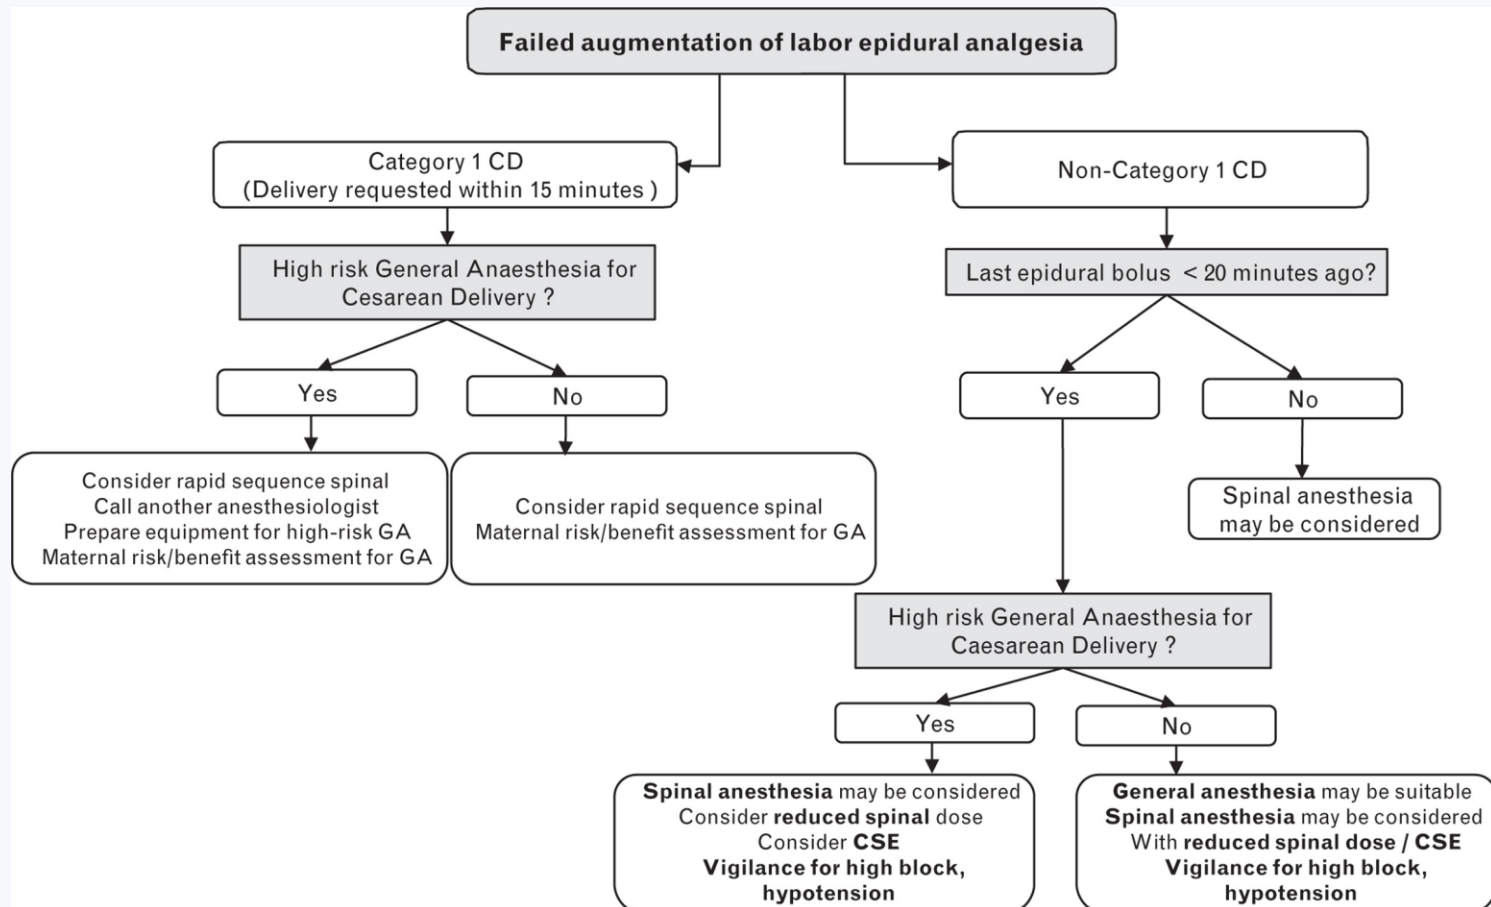 Failed augmentation of labor epidural analgesia
Category 1 CD
(Delivery requested within 15 minutes )
Non-Category 1 CD
High risk General Anaesthesia for
Cesarean Delivery ?
Last epidural bolus < 20 minutes ago?
Yes
No
Yes
No
Consider rapid sequence spinal
Call another anesthesiologist
Prepare equipment for high-risk GA
Maternal risk/benefit assessment for GA
Consider rapid sequence spinal
Maternal risk/benefit assessment for GA
Spinal anesthesia
may be considered
High risk General Anaesthesia for
Caesarean Delivery ?
Yes
No
Spinal anesthesia may be considered
Consider reduced spinal dose
Consider CSE
Vigilance for high block,
hypotension
General anesthesia may be suitable
Spinal anesthesia may be considered
With reduced spinal dose / CSE
Vigilance for high block,
hypotension